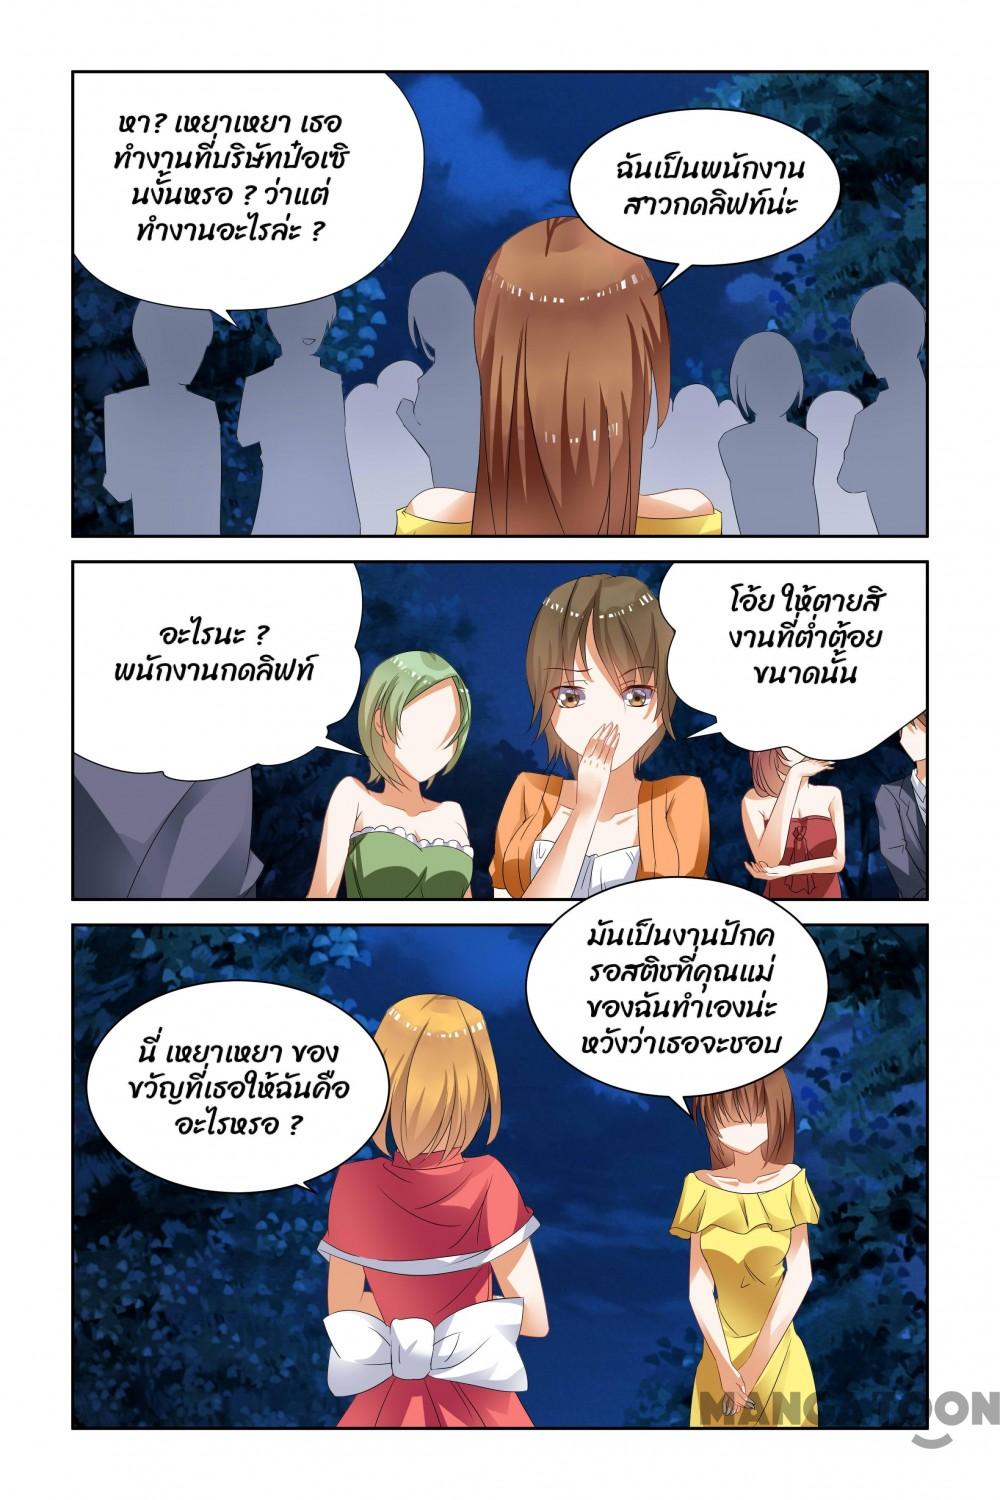 หา? เหยาเหยา เธอ
ทำงานที่บริษัทป๋อเซิ
นงั้นหรอ ? ว่าแต่
ทำงานอะไรล่ะ ?
ฉันเป็นพนักงาน
สาวกดลิฟท์น่ะ
อะไรนะ ?
พนักงานกดลิฟท์
โอ้ย ให้ตายสิ
งานที่ต่ำต้อย
ขนาดนั้น
มันเป็นงานปักค
รอสติชที่คุณแม่
ของฉันทำเองน่ะ
หวังว่าเธอจะชอบ
นี่ เหยาเหยา ของ
ขวัญที่เธอให้ฉันคือ
อะไรหรอ ?
MANGATOON